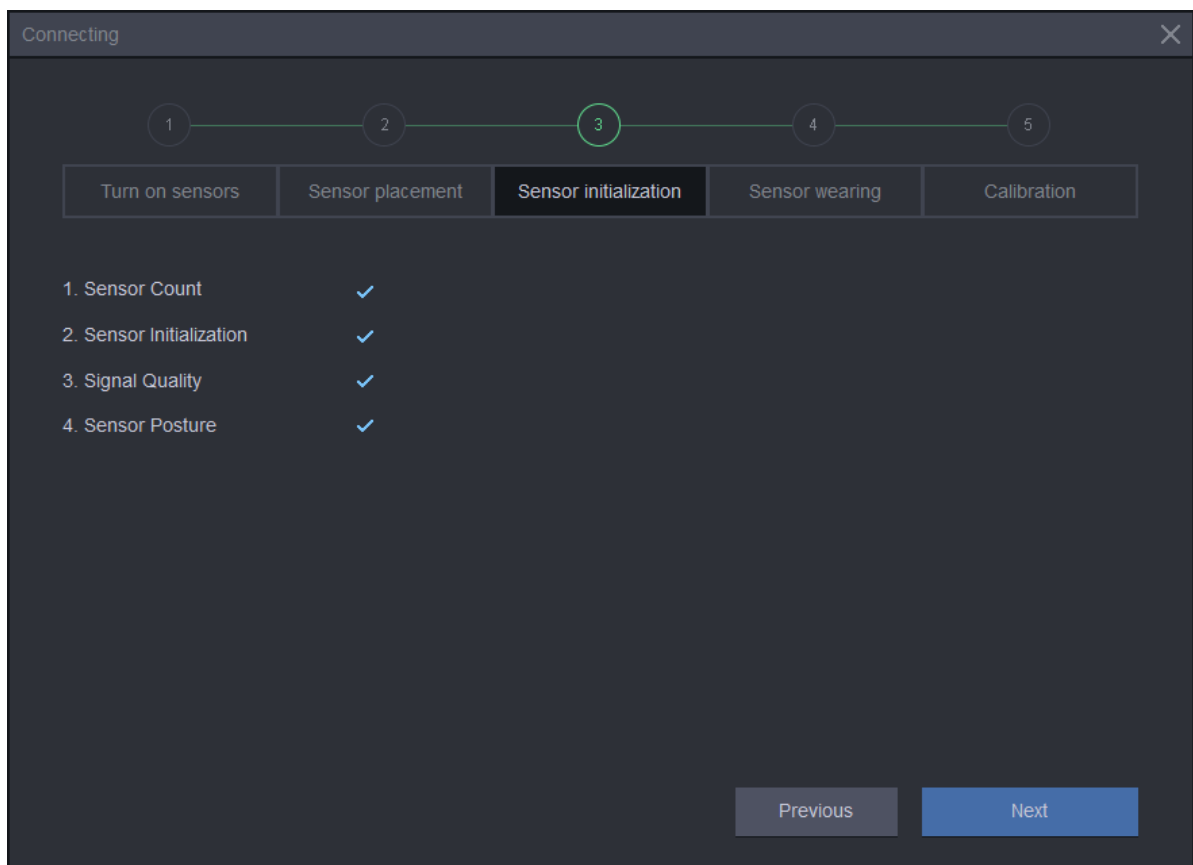 Connecting
1 2 3 4 5
Turn on sensors Sensor placement Sensor initialization Sensor wearing Calibration
1. Sensor Count
2. Sensor Initialization
3. Signal Quality
4. Sensor Posture
Previous Next